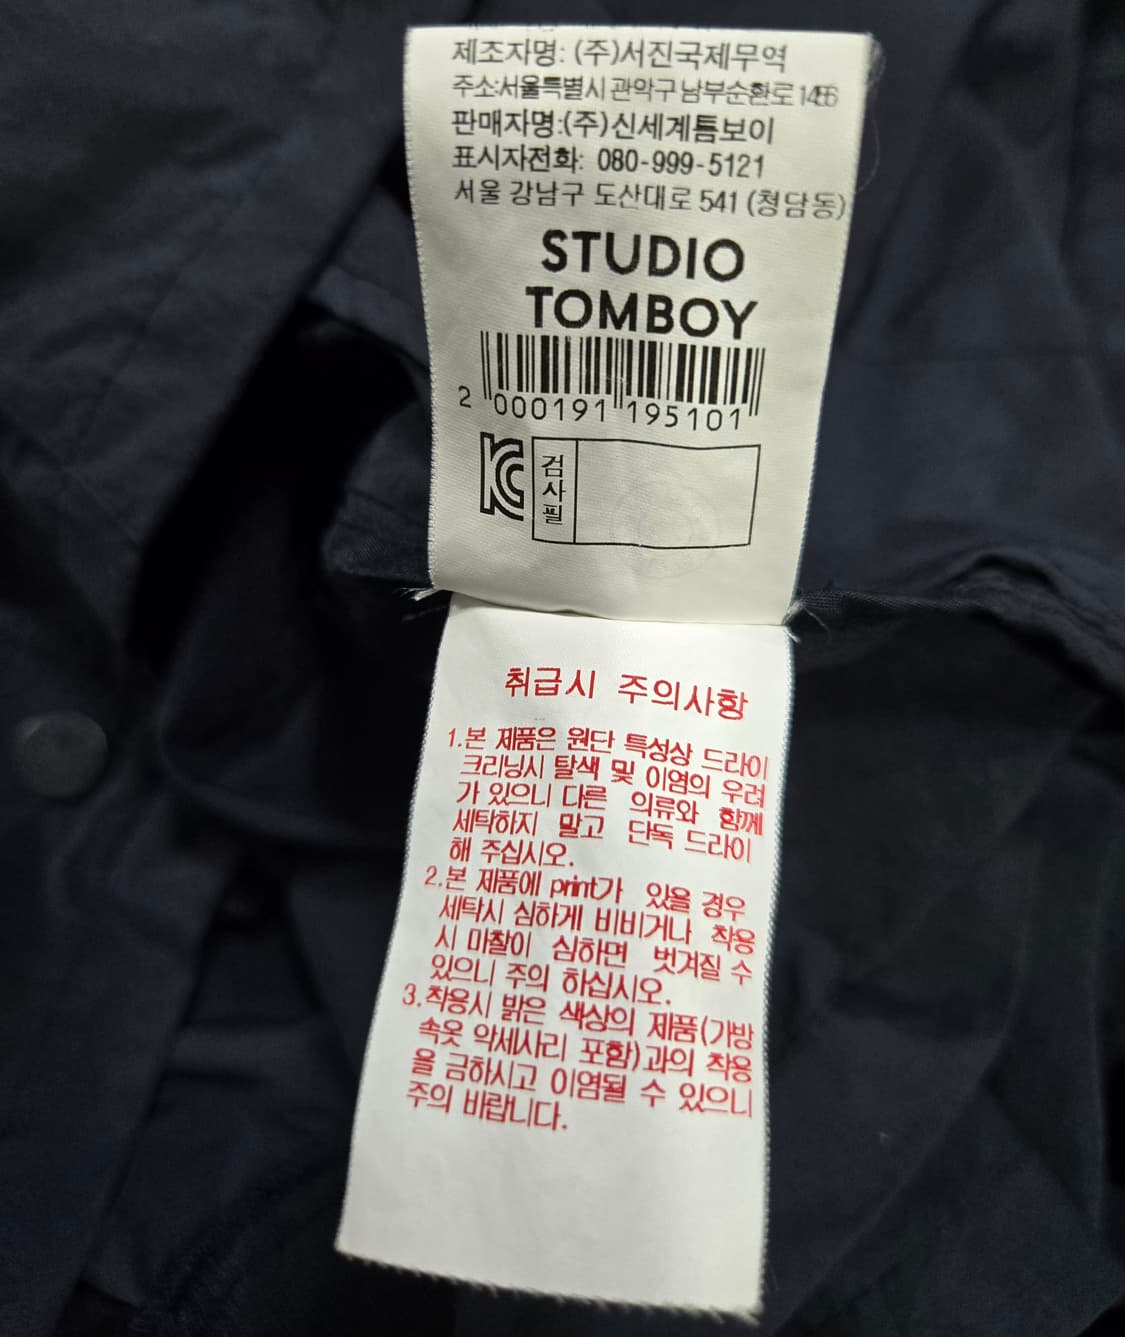 제조자명: (주)서진국제무역
주소:서울특별시 관악구 남부순환로
판매자명:(주)신세계톰보이
표시자전화: 080-999-5121
서울 강남구 도산대로 541 (청담동)
STUDIO
TOMBOY
2 000191 195101
KC 검사필
취급시 주의사항
1.본 제품은 원단 특성상 드라이
크리닝시 탈색 및 이염의 우려
가 있으니 다른 의류와 함께
세탁하지 말고 단독 드라이
해 주십시오.
2.본 제품에 print가 있을 경우
세탁시 심하게 비비거나 착용
시 마찰이 심하면 벗겨질 수
있으니 주의 하십시오.
3.착용시 밝은 색상의 제품(가방
속옷 악세사리 포함)과의 착용
을 금하시고 이염될 수 있으니
주의 바랍니다.